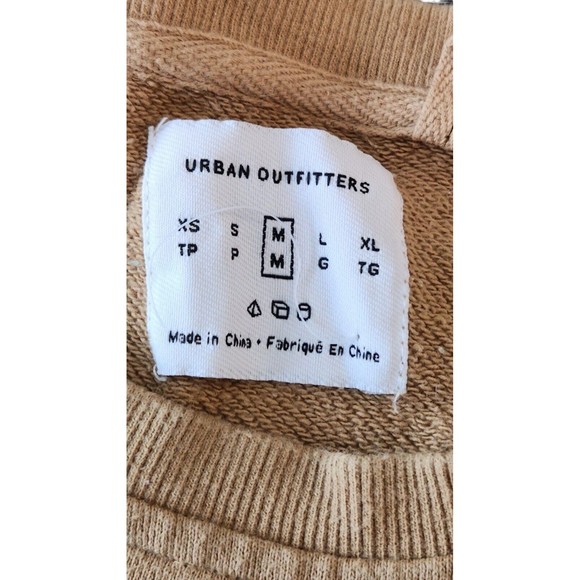 URBAN OUTFITTERS
XS S M L XL
TP P M G TG
Made in China • Fabriqué En Chine